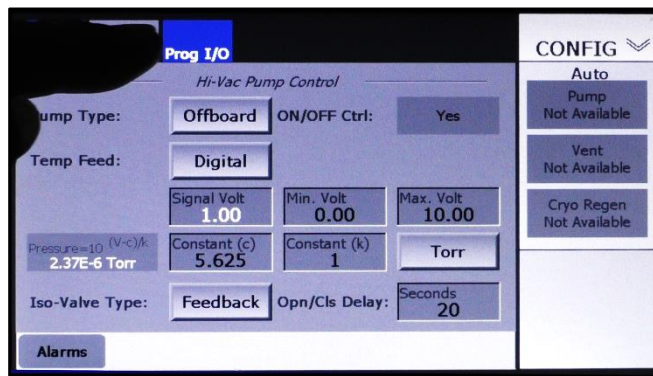 Prog I/O
CONFIG
Hi-Vac Pump Control
Auto
Pump
Not Available
ump Type: Offboard ON/OFF Ctrl: Yes
Temp Feed: Digital
Vent
Not Available
Signal Volt Min. Volt Max. Volt
1.00 0.00 10.00
Cryo Regen
Not Available
Pressure=10 (V-c)/k Constant (c) Constant (k)
2.37E-6 Torr 5.625 1 Torr
Iso-Valve Type: Feedback Opn/Cls Delay: Seconds
20
Alarms